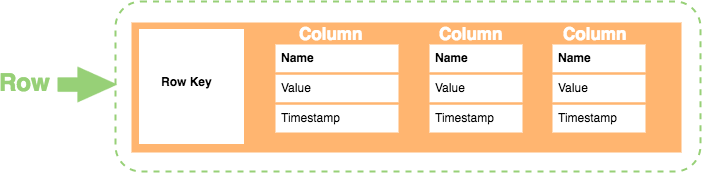 Column Column Column
Name Name Name
Row Row Key Value Value Value
Timestamp Timestamp Timestamp